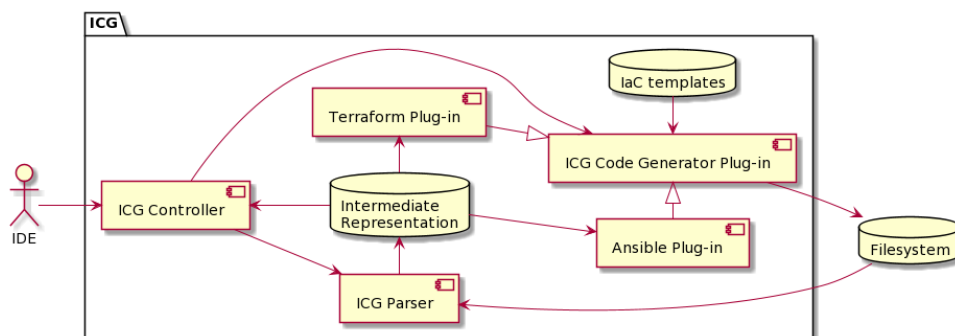 ICG
IaC templates
Terraform Plug-in
ICG Code Generator Plug-in
ICG Controller
Intermediate
Representation
IDE
Ansible Plug-in
Filesystem
ICG Parser